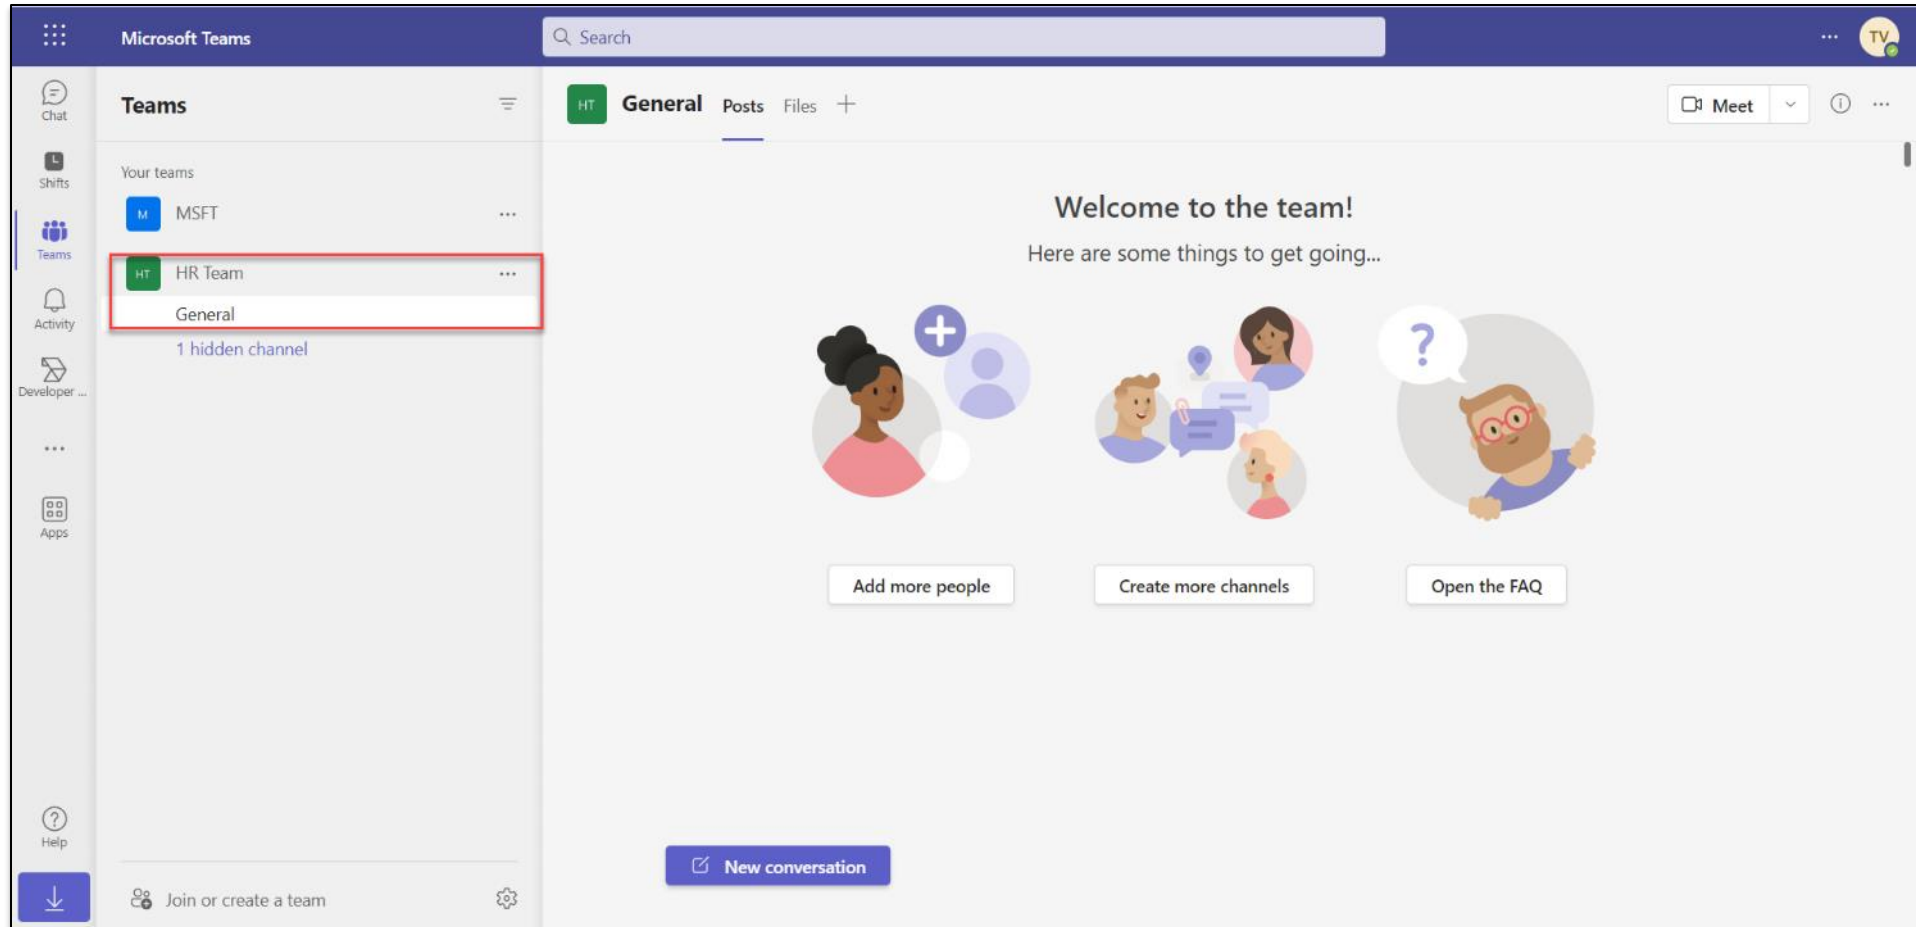 Microsoft Teams
Search
TV
Chat
Shifts
Teams
Activity
Developer ...
Apps
Help
Teams
Your teams
M MSFT
HT HR Team
General
1 hidden channel
Join or create a team
HT General Posts Files
Meet
Welcome to the team!
Here are some things to get going...
?
Add more people
Create more channels
Open the FAQ
New conversation